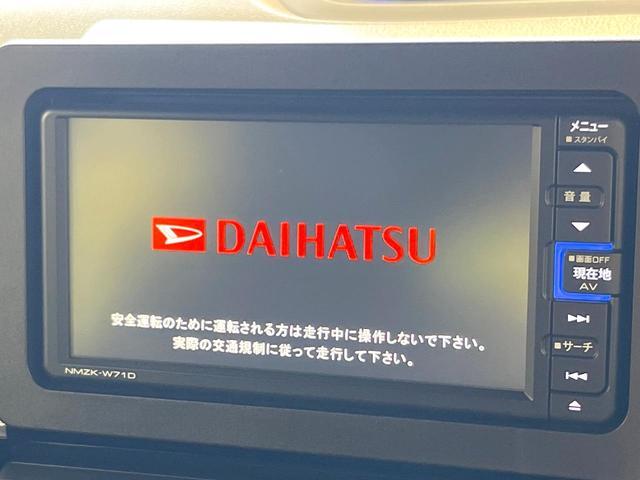 DAIHATSU
安全運転のために運転される方は走行中に操作しないで下さい。
実際の交通規制に従って走行して下さい。
NMZK-W71D
メニュー
スタンバイ
音量
画面OFF
現在地
AV
サーチ